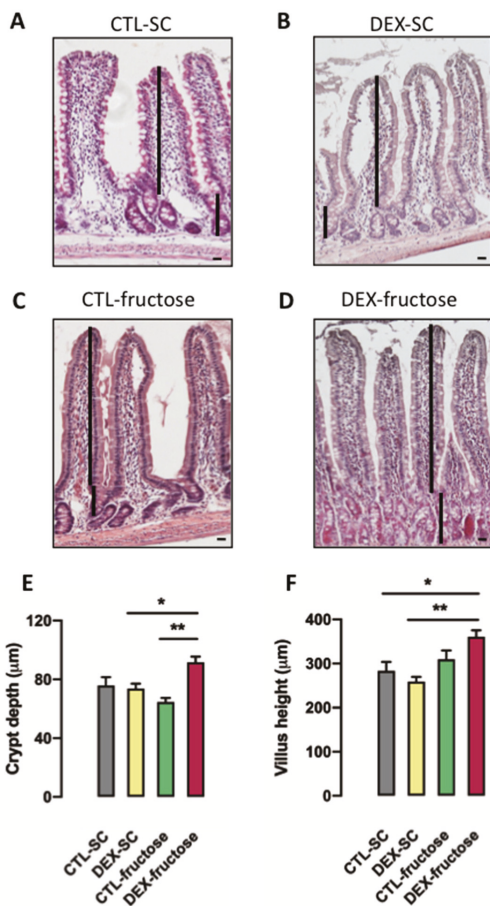 A
CTL-SC
B
DEX-SC
C
CTL-fructose
D
DEX-fructose
E
*
**
120
80
40
0
Crypt depth (µm)
CTL-SC
DEX-SC
CTL-fructose
DEX-fructose
F
*
**
400
300
200
100
0
Villus height (µm)
CTL-SC
DEX-SC
CTL-fructose
DEX-fructose